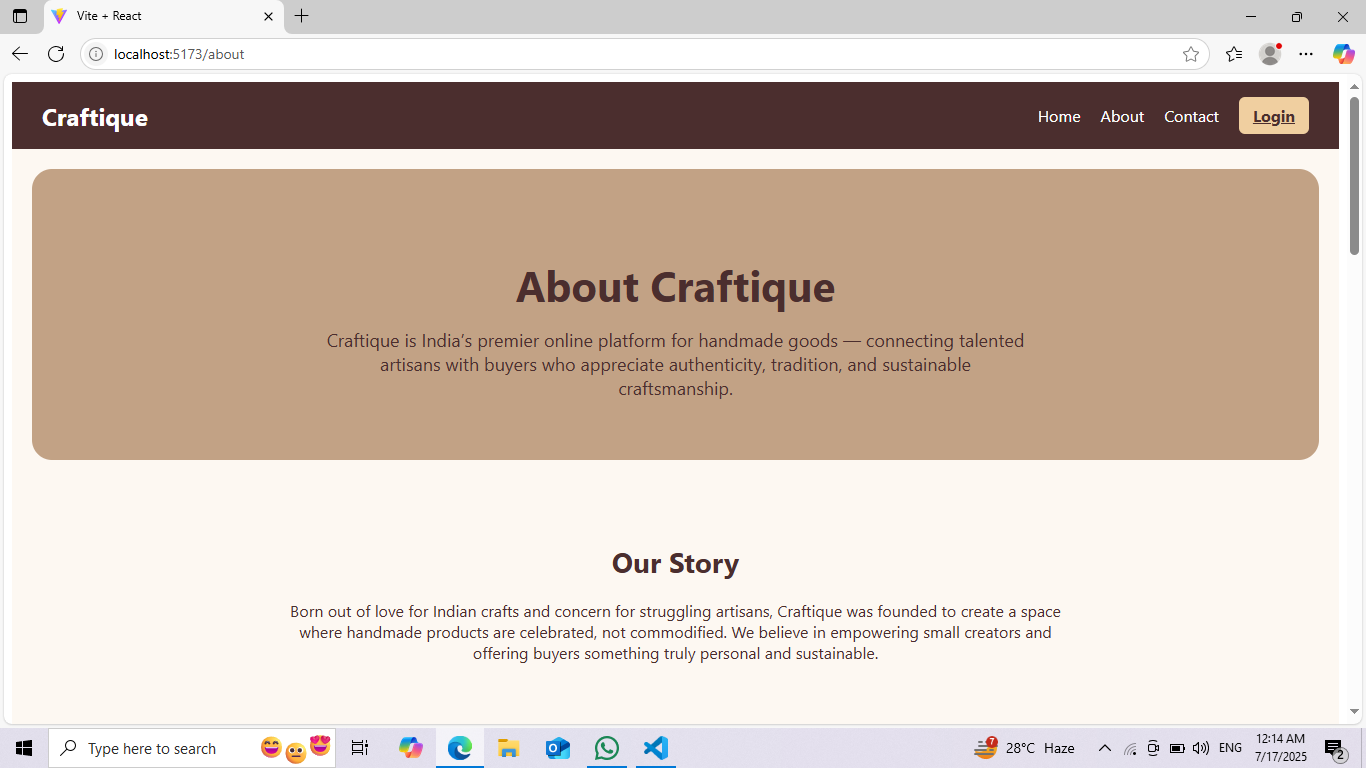 Vite + React
localhost:5173/about
Craftique
Home
About
Contact
Login
About Craftique
Craftique is India’s premier online platform for handmade goods — connecting talented
artisans with buyers who appreciate authenticity, tradition, and sustainable
craftsmanship.
Our Story
Born out of love for Indian crafts and concern for struggling artisans, Craftique was founded to create a space
where handmade products are celebrated, not commodified. We believe in empowering small creators and
offering buyers something truly personal and sustainable.
Type here to search
7
28°C Haze
ENG
12:14 AM
7/17/2025
2